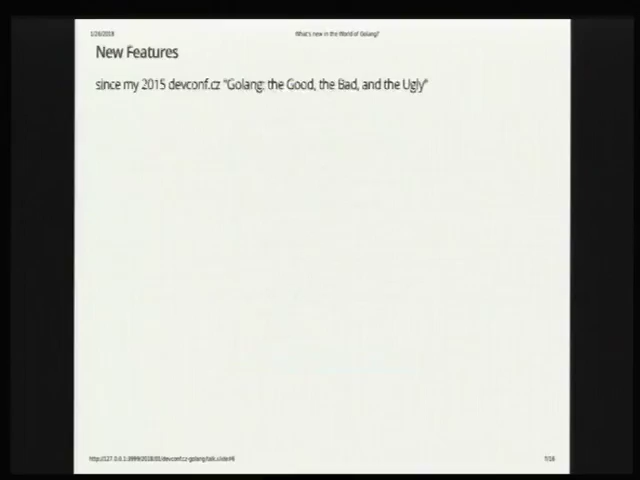 1/26/2018
What's new in the World of Golang?
New Features
since my 2015 devconf.cz "Golang: the Good, the Bad, and the Ugly"
7/16